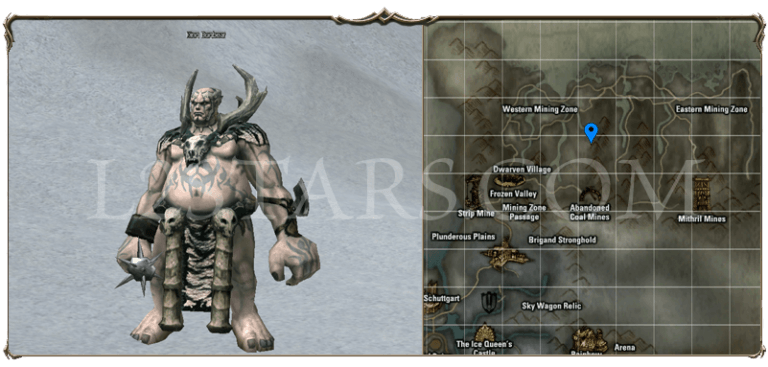 Western Mining Zone
Eastern Mining Zone
Dwarven Village
Frozen Valley
Strip Mine
Mining Zone
Passage
Abandoned
Coal Mines
Mithril Mines
Plunderous Plains
Brigand Stronghold
Schuttgart
Sky Wagon Relic
The Ice Queen's
Castle
Rainbow
Arena
L2STARS.COM